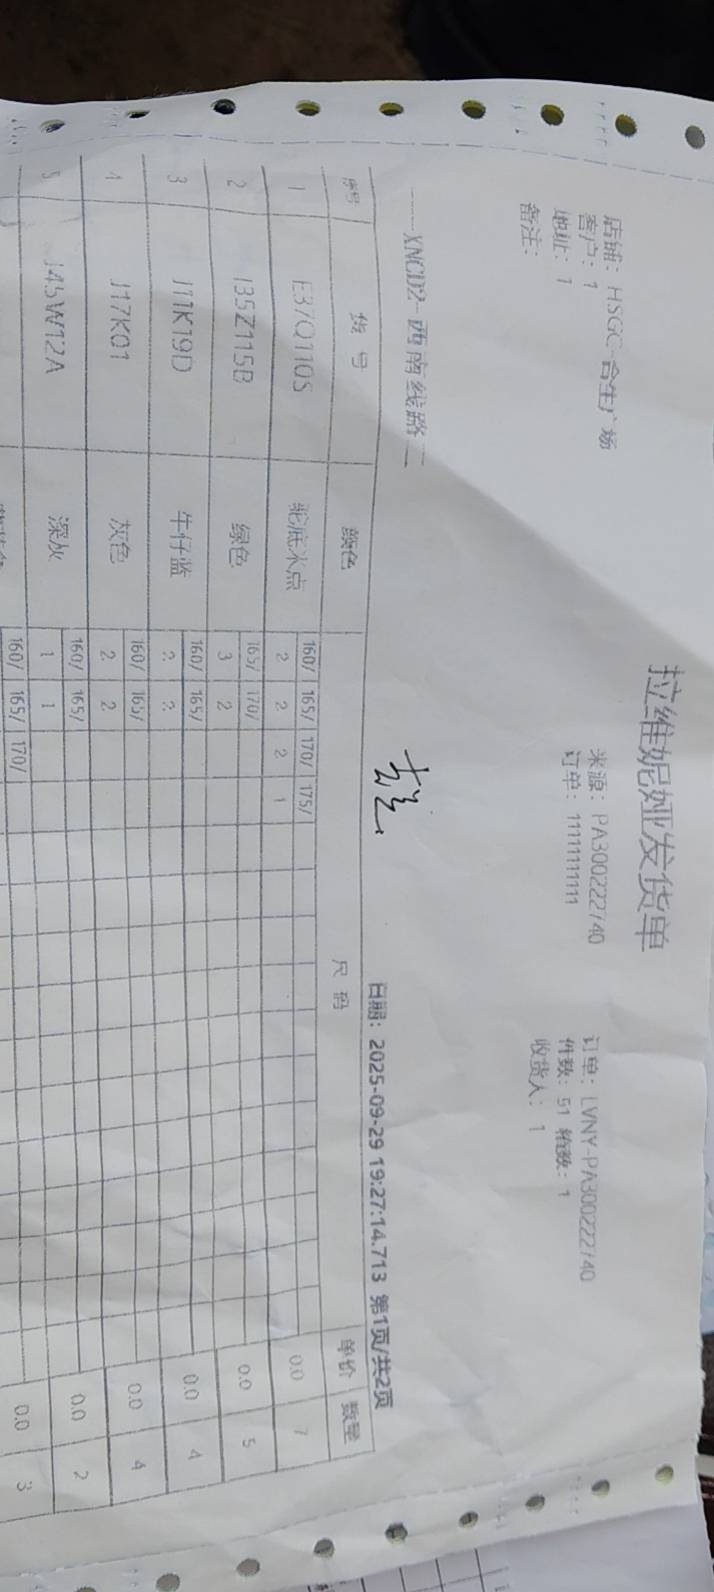 拉维妮娅发货单
店铺：HSGC-合生广场 来源：PA300222740 订单：LVNY-PA300222740
客户：1 订单：11111111111 件数：51 箱数：1
地址：1 收货人：1
备注：
-----XNCD2-西南线路二 日期：2025-09-29 19:27:14.713 第1页/共2页
序号 货号 颜色 尺码 单价 数量
160/ 165/ 170/ 175/
1 E37Q110S 驼底冰点 2 2 2 1 0.0 7
165/ 170/
2 135Z115B 绿色 3 2 0.0 5
160/ 165/
3 J11K19D 牛仔蓝 2 2 0.0 4
160/ 165/
4 J17K01 灰色 2 2 0.0 4
160/ 165/
5 J45W12A 深灰 1 1 0.0 2
160/ 165/ 170/
0.0 3